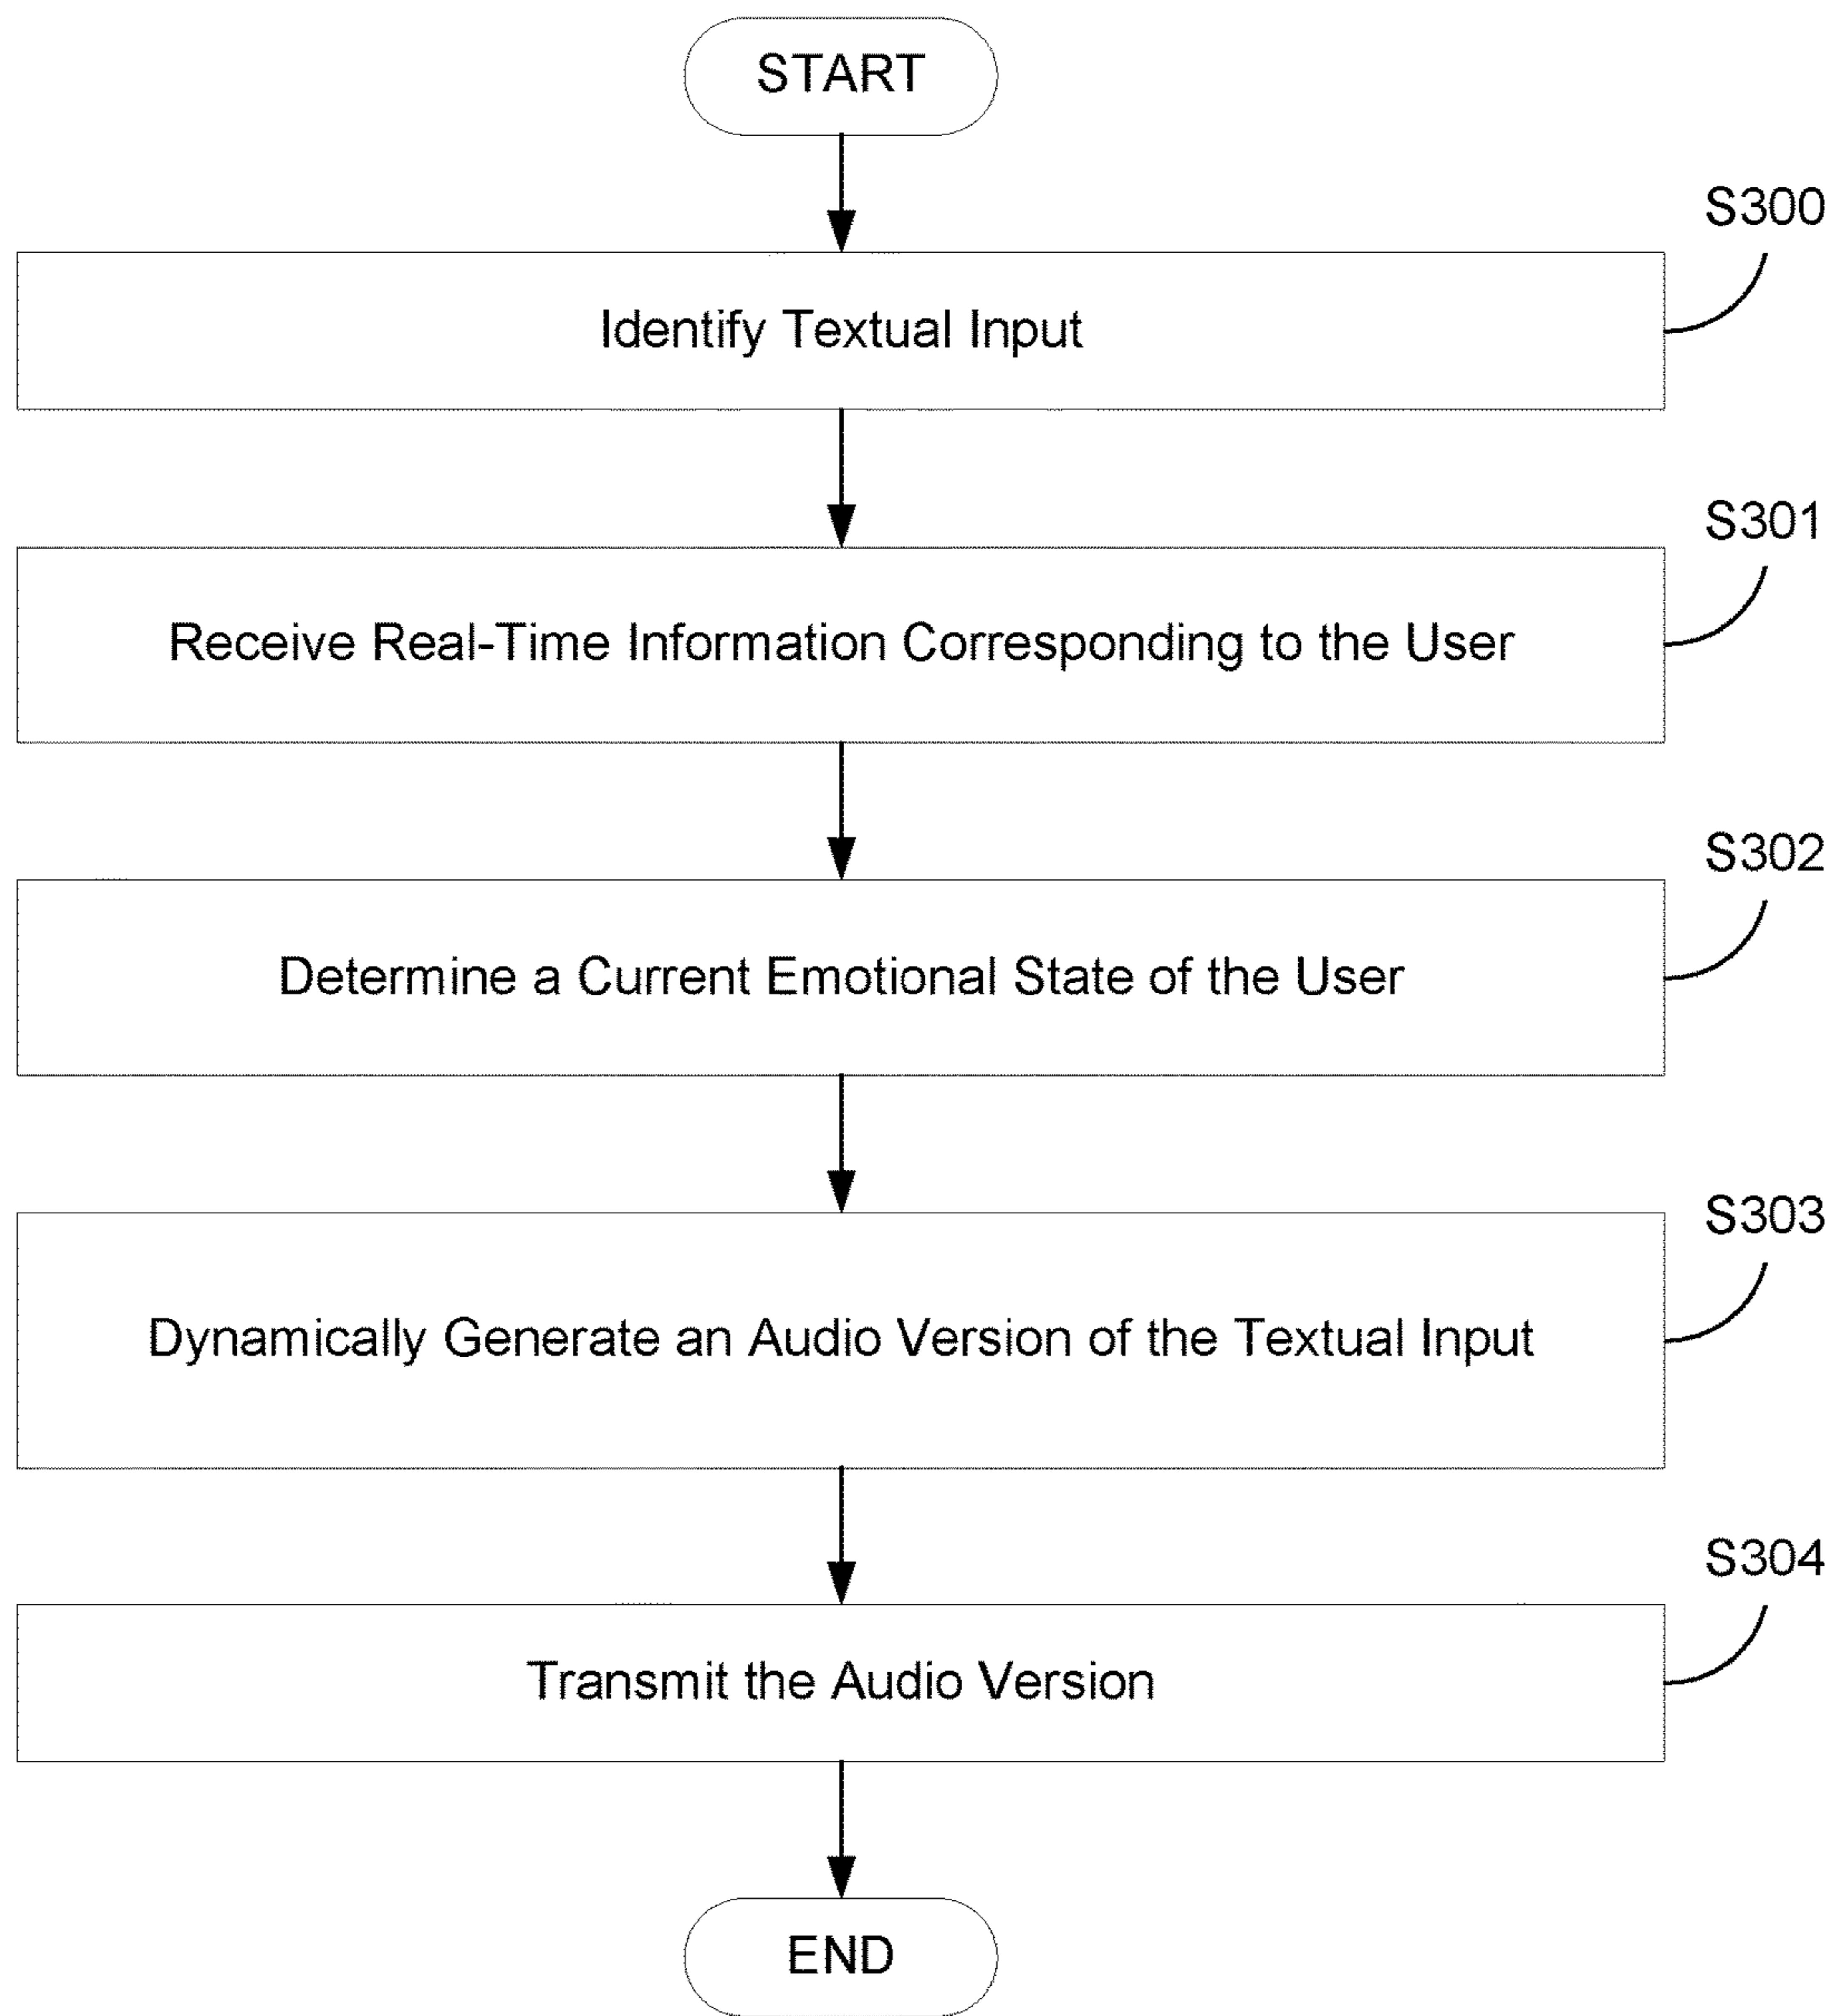 START
S300
Identify Textual Input
S301
Receive Real-Time Information Corresponding to the User
S302
Determine a Current Emotional State of the User
S303
Dynamically Generate an Audio Version of the Textual Input
S304
Transmit the Audio Version
END